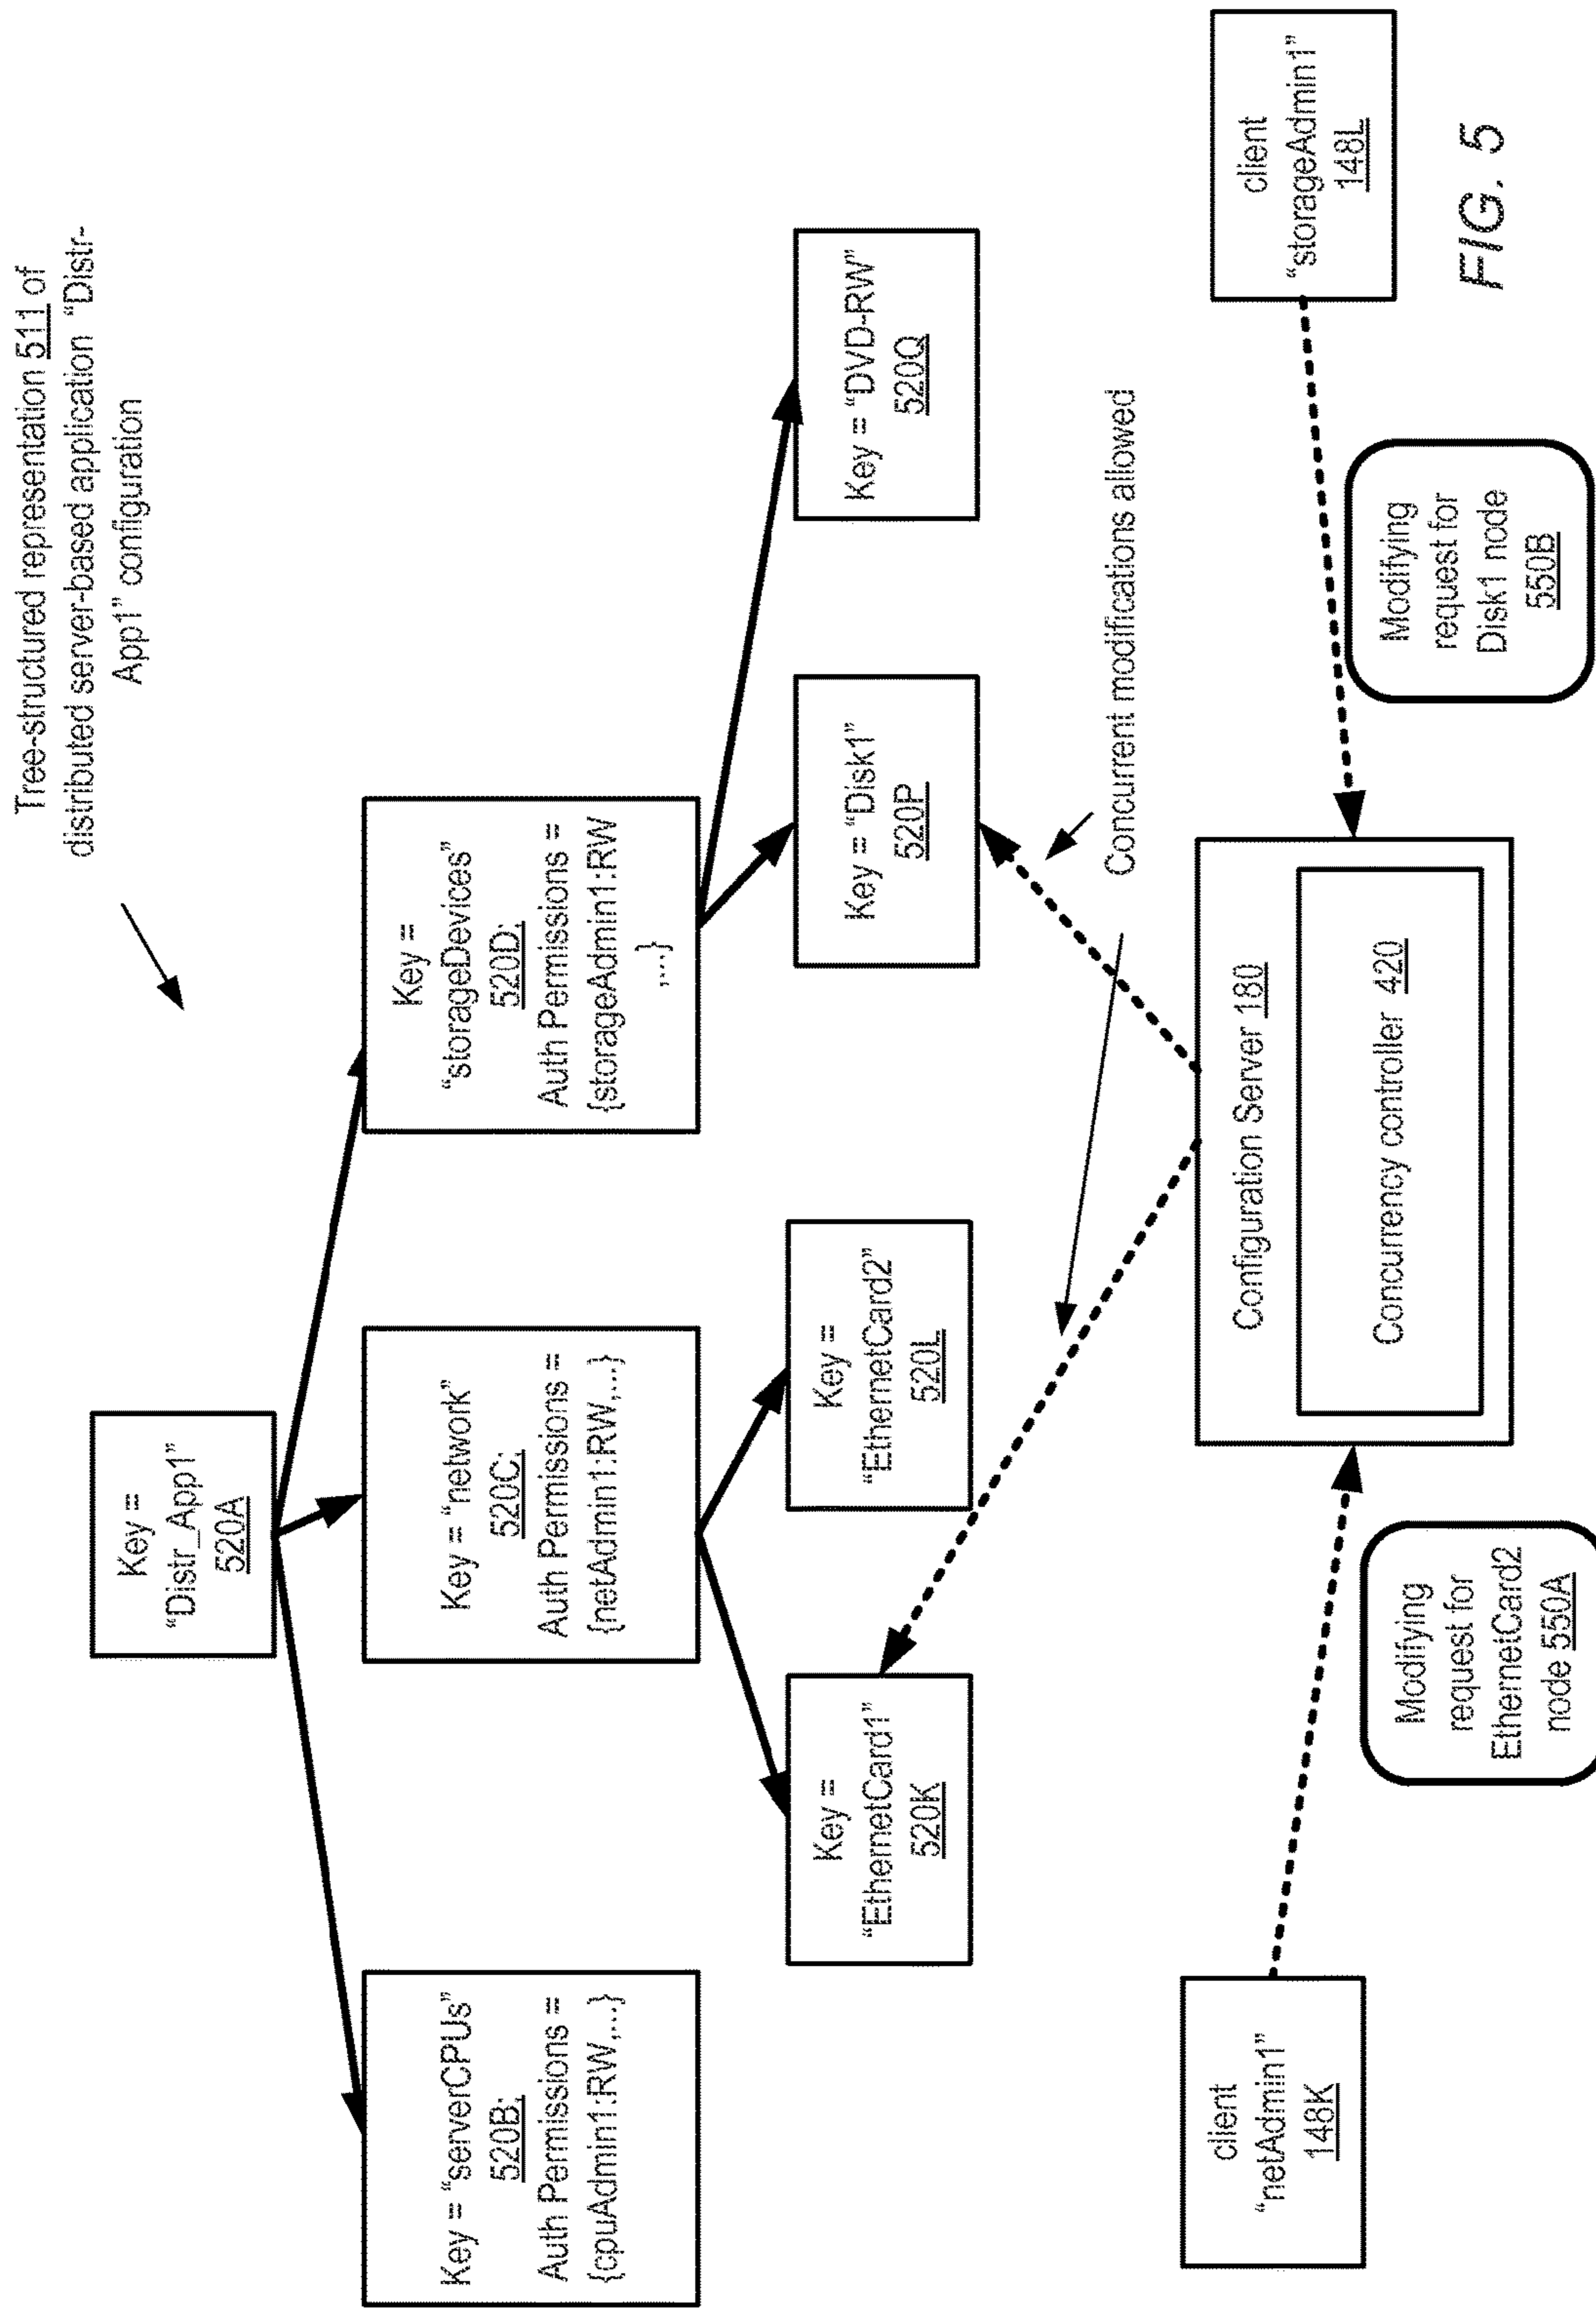 Tree-structured representation 511 of
distributed server-based application “Distr-
App1” configuration
Key =
“Distr_App1”
520A
Key = “serverCPUs”
520B;
Auth Permissions =
{cpuAdmin1:RW,...}
Key = “network”
520C;
Auth Permissions =
{netAdmin1:RW,...}
Key =
“storageDevices”
520D;
Auth Permissions =
{storageAdmin1:RW
,...}
Key =
“EthernetCard1”
520K
Key =
“EthernetCard2”
520L
Key = “Disk1”
520P
Key = “DVD-RW”
520Q
Concurrent modifications allowed
client
“netAdmin1”
148K
Modifying
request for
EthernetCard2
node 550A
Configuration Server 180
Concurrency controller 420
Modifying
request for
Disk1 node
550B
client
“storageAdmin1”
148L
FIG. 5